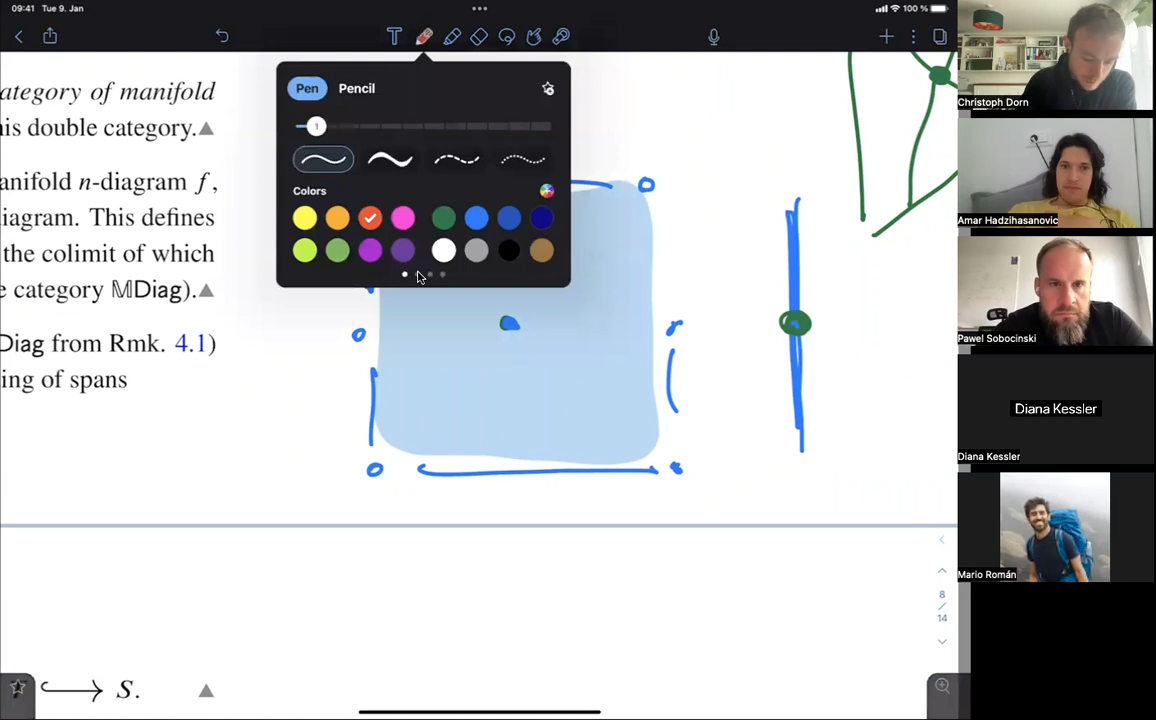 09:41 Tue 9. Jan
100 %
T
Pen Pencil
1
Colors
ategory of manifold
his double category.▲
anifold n-diagram f,
iagram. This defines
the colimit of which
e category 𝕄Diag).▲
Diag from Rmk. 4.1)
ing of spans
↪ S. ▲
8
/
14
Christoph Dorn
Amar Hadzihasanovic
Pawel Sobocinski
Diana Kessler
Diana Kessler
Mario Román